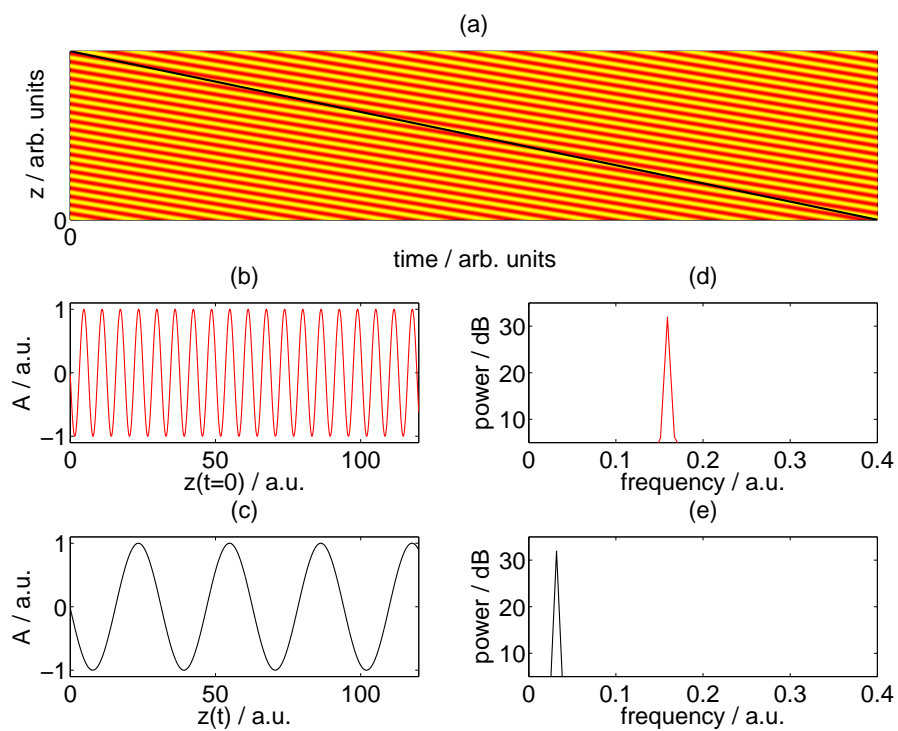 (a)
z / arb. units
0
0
time / arb. units
(b)
A / a.u.
1
0
−1
0
50
100
z(t=0) / a.u.
(d)
power / dB
30
20
10
0
0.1
0.2
0.3
0.4
frequency / a.u.
(c)
A / a.u.
1
0
−1
0
50
100
z(t) / a.u.
(e)
power / dB
30
20
10
0
0.1
0.2
0.3
0.4
frequency / a.u.